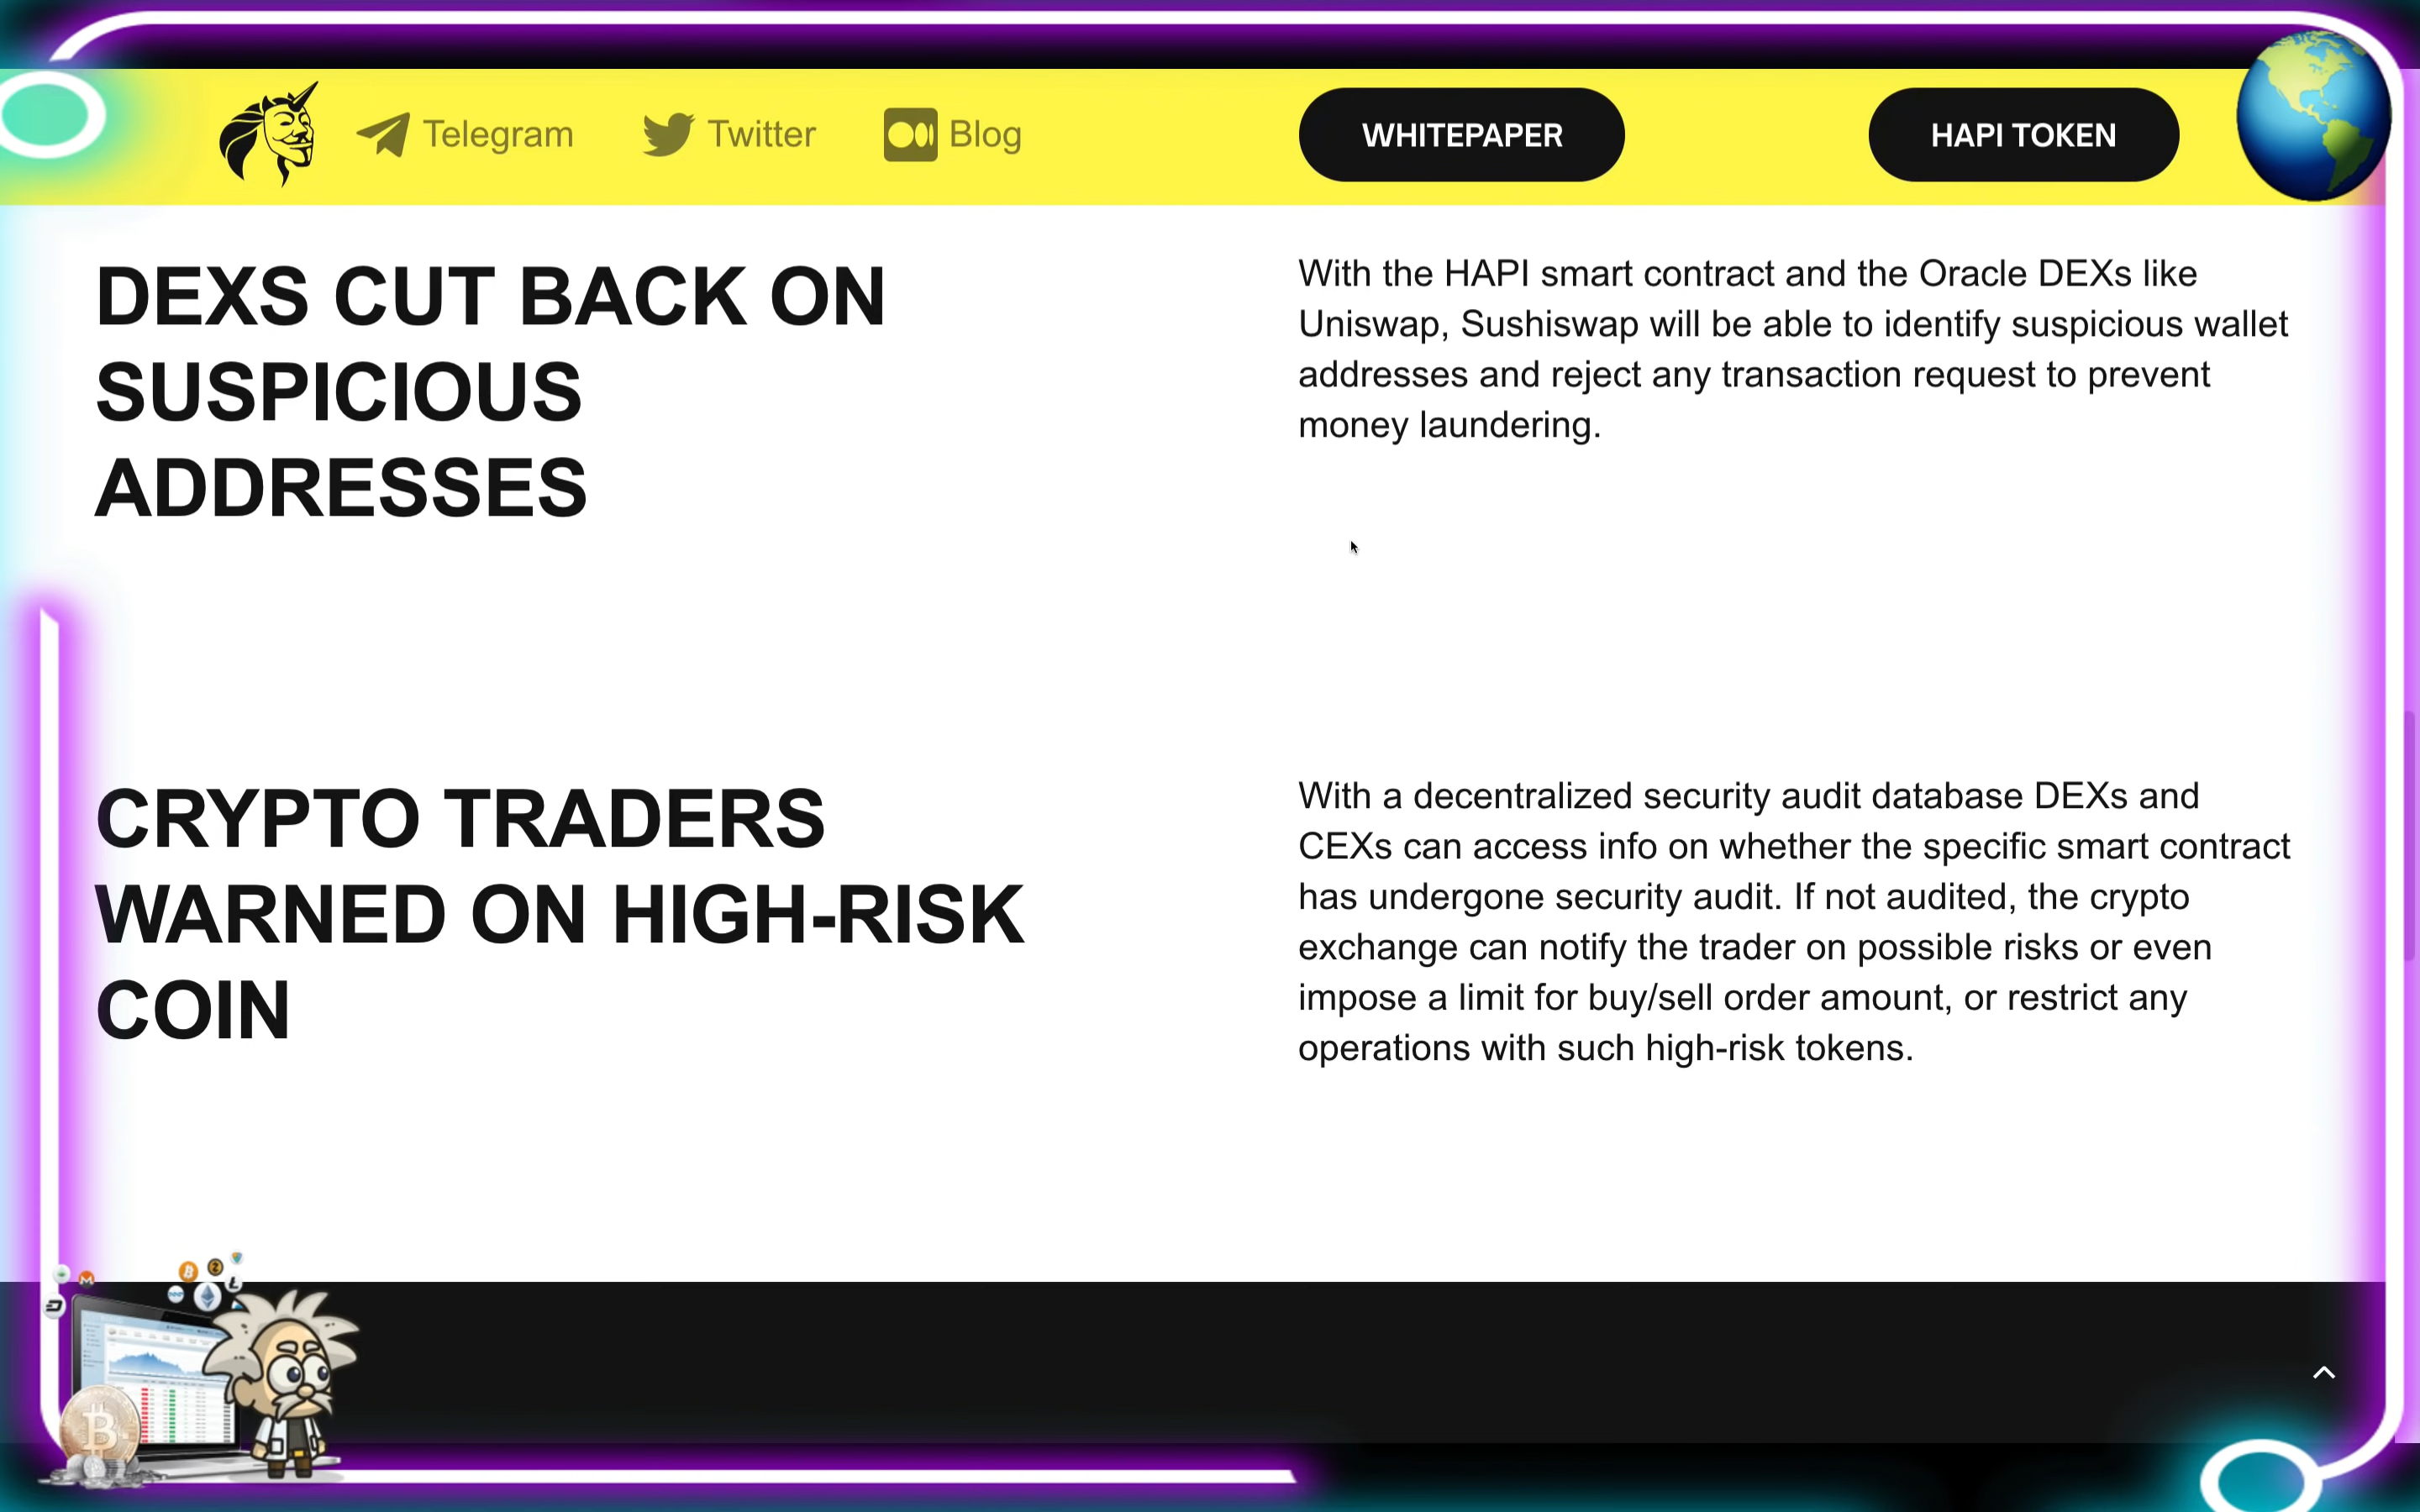 Telegram
Twitter
Blog
WHITEPAPER
HAPI TOKEN
DEXS CUT BACK ON
SUSPICIOUS
ADDRESSES
With the HAPI smart contract and the Oracle DEXs like
Uniswap, Sushiswap will be able to identify suspicious wallet
addresses and reject any transaction request to prevent
money laundering.
CRYPTO TRADERS
WARNED ON HIGH-RISK
COIN
With a decentralized security audit database DEXs and
CEXs can access info on whether the specific smart contract
has undergone security audit. If not audited, the crypto
exchange can notify the trader on possible risks or even
impose a limit for buy/sell order amount, or restrict any
operations with such high-risk tokens.